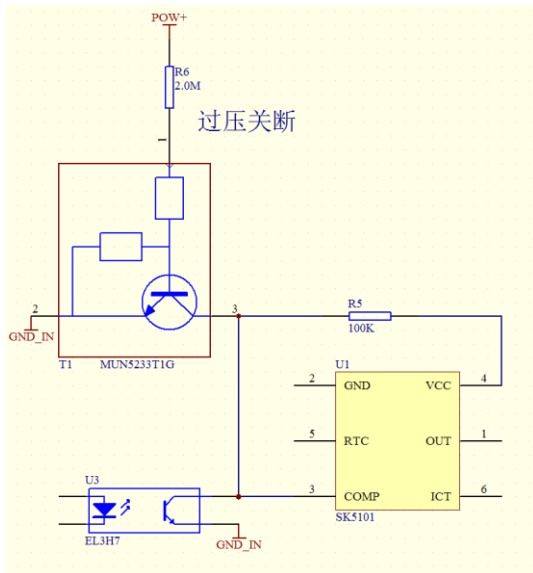 POW+
R6
2.0M
过压关断
1
2
3
GND_IN
T1 MUN5233T1G
R5
100K
U1
2 GND VCC 4
5 RTC OUT 1
3 COMP ICT 6
SK5101
U3
EL3H7
GND_IN